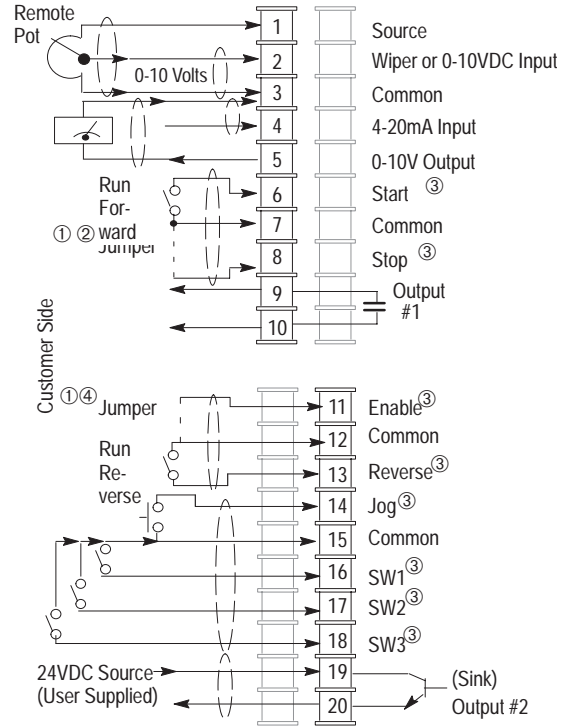 Remote
Pot
0-10 Volts
1 Source
2 Wiper or 0-10VDC Input
3 Common
4 4-20mA Input
5 0-10V Output
Run
For-
① ② ward
Jumper
6 Start ③
7 Common
8 Stop ③
9 Output
#1
10
Customer Side
①④ Jumper
Run
Re-
verse
11 Enable③
12 Common
13 Reverse③
14 Jog③
15 Common
16 SW1③
17 SW2③
18 SW3③
24VDC Source
(User Supplied)
19
20
(Sink)
Output #2